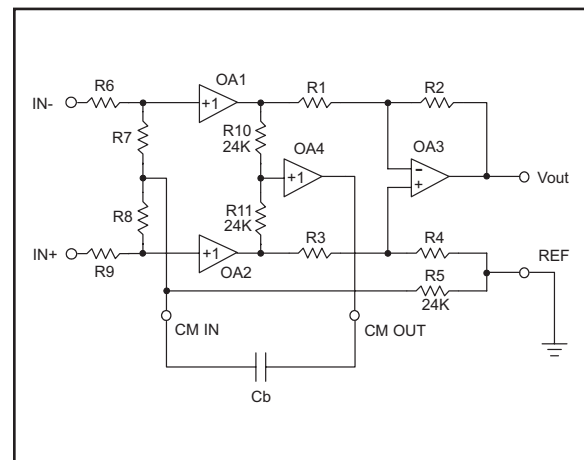 OA1
R6
R1
R2
IN-
+1
R7
R10
24K
OA4
OA3
+1
-
+
Vout
R8
R11
24K
IN+
+1
R3
R4
REF
R9
OA2
R5
24K
CM IN
CM OUT
Cb